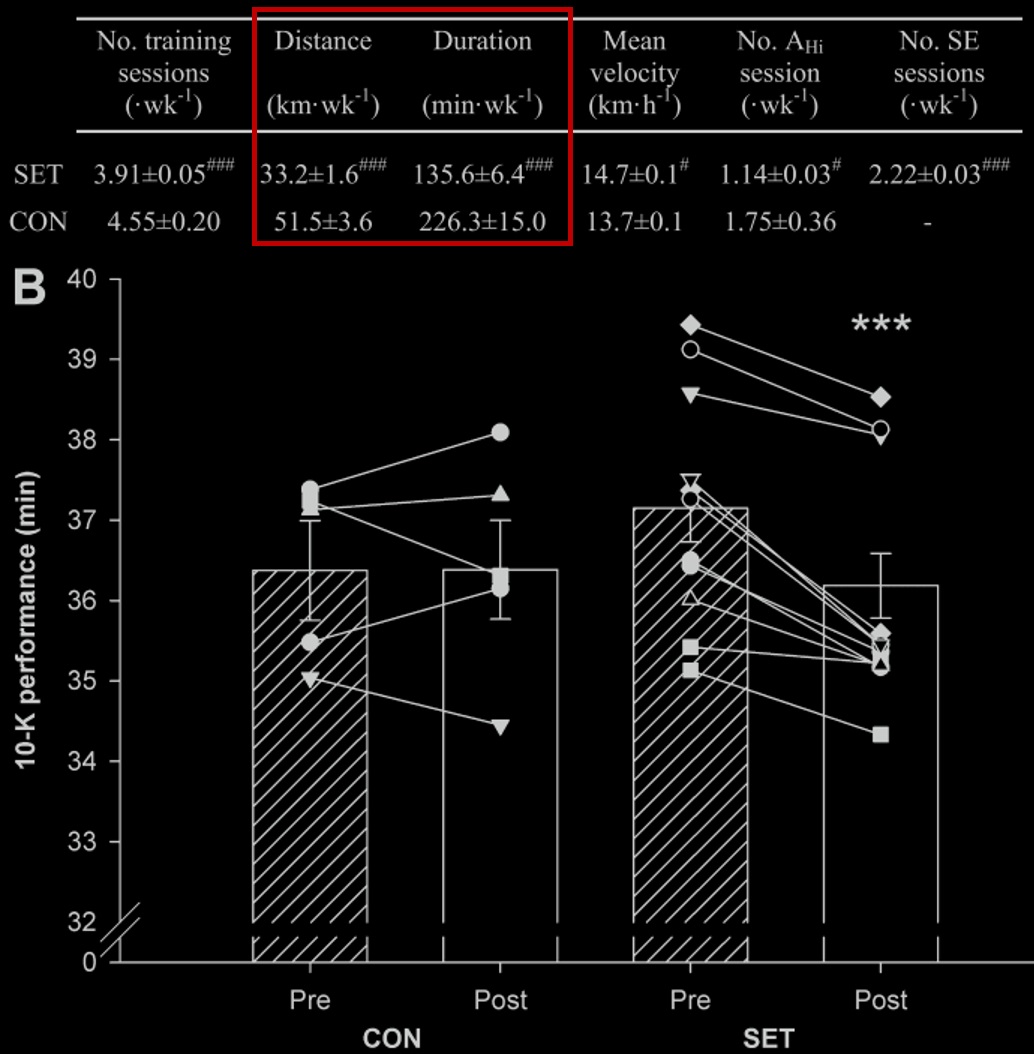 No. training Distance Duration Mean No. A_Hi No. SE
sessions velocity session sessions
(·wk⁻¹) (km·wk⁻¹) (min·wk⁻¹) (km·h⁻¹) (·wk⁻¹) (·wk⁻¹)
SET 3.91±0.05### 33.2±1.6### 135.6±6.4### 14.7±0.1# 1.14±0.03# 2.22±0.03###
CON 4.55±0.20 51.5±3.6 226.3±15.0 13.7±0.1 1.75±0.36 -
B
10-K performance (min)
40
39
38
37
36
35
34
33
32
0
***
Pre Post Pre Post
CON SET